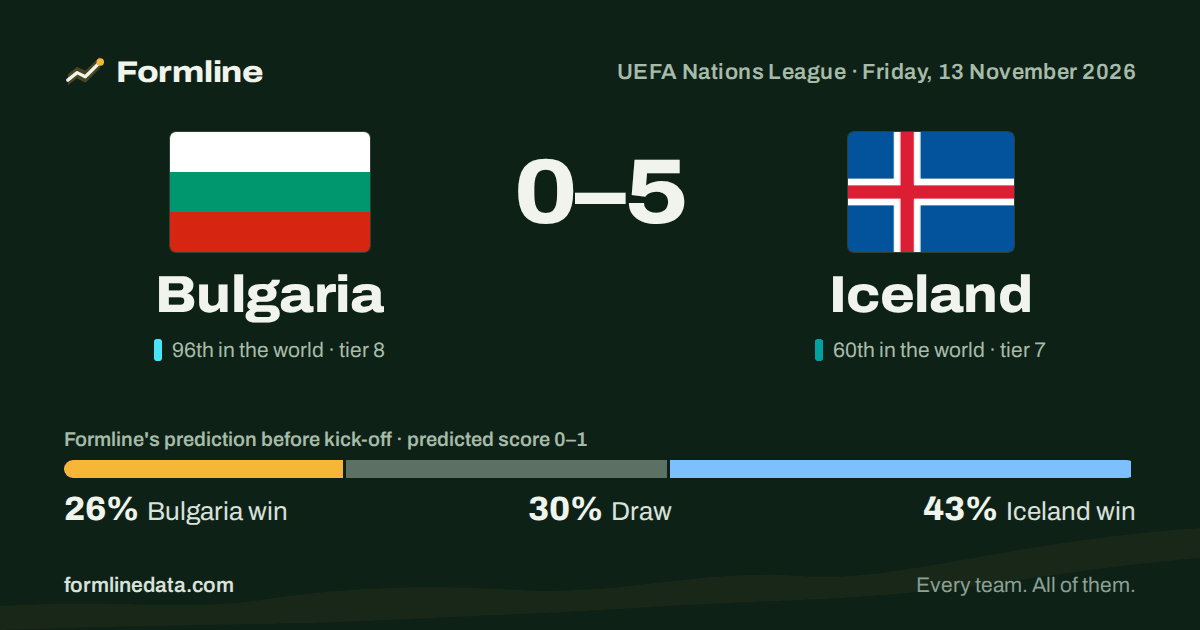 Formline
UEFA Nations League · Friday, 13 November 2026
0–5
Bulgaria
Iceland
96th in the world · tier 8
60th in the world · tier 7
Formline's prediction before kick-off · predicted score 0–1
26% Bulgaria win
30% Draw
43% Iceland win
formlinedata.com
Every team. All of them.